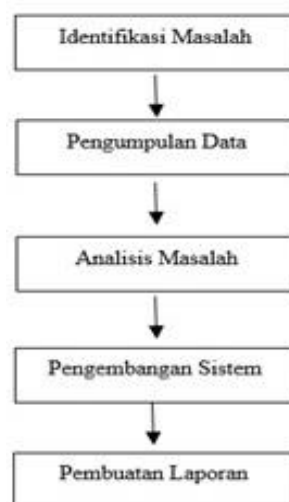 Identifikasi Masalah
Pengumpulan Data
Analisis Masalah
Pengembangan Sistem
Pembuatan Laporan